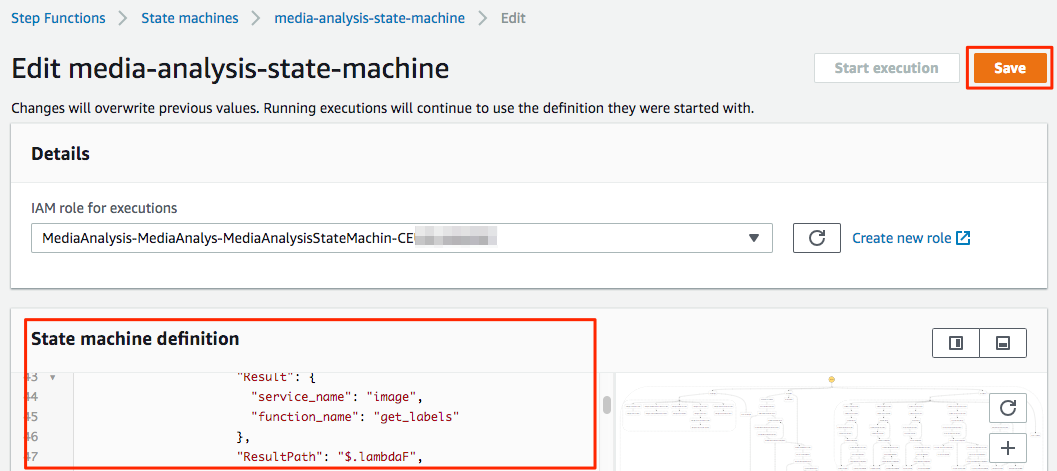 Step Functions > State machines > media-analysis-state-machine > Edit
Edit media-analysis-state-machine
Start execution
Save
Changes will overwrite previous values. Running executions will continue to use the definition they were started with.
Details
IAM role for executions
MediaAnalysis-MediaAnalys-MediaAnalysisStateMachin-CE
Create new role
State machine definition
43 "Result": {
44 "service_name": "image",
45 "function_name": "get_labels"
46 },
47 "ResultPath": "$.lambdaF",